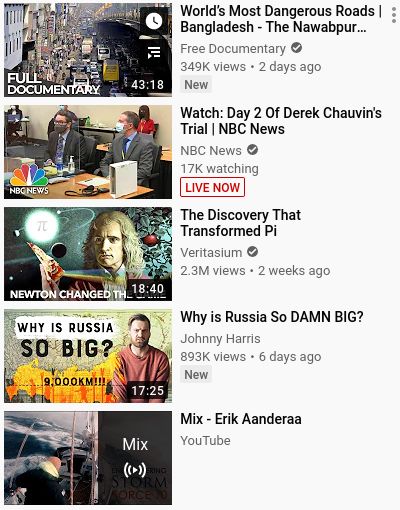 World's Most Dangerous Roads |
Bangladesh - The Nawabpur...
Free Documentary
349K views • 2 days ago
New
FULL
DOCUMENTARY
43:18
Watch: Day 2 Of Derek Chauvin's
Trial | NBC News
NBC News
17K watching
LIVE NOW
NBC NEWS
The Discovery That
Transformed Pi
Veritasium
2.3M views • 2 weeks ago
π
NEWTON CHANGED THE GAME
18:40
Why is Russia So DAMN BIG?
Johnny Harris
893K views • 6 days ago
New
WHY IS RUSSIA
SO BIG?
9,000KM!!!
17:25
Mix - Erik Aanderaa
YouTube
Mix
STORM